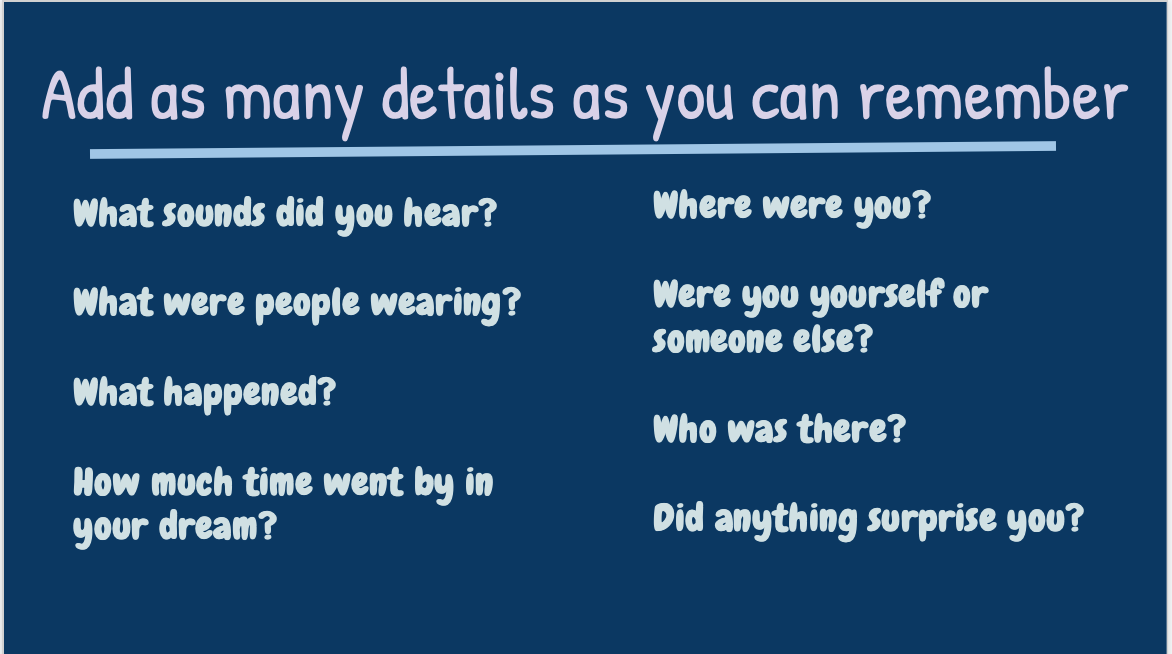 Add as many details as you can remember
What sounds did you hear?
What were people wearing?
What happened?
How much time went by in
your dream?
Where were you?
Were you yourself or
someone else?
Who was there?
Did anything surprise you?